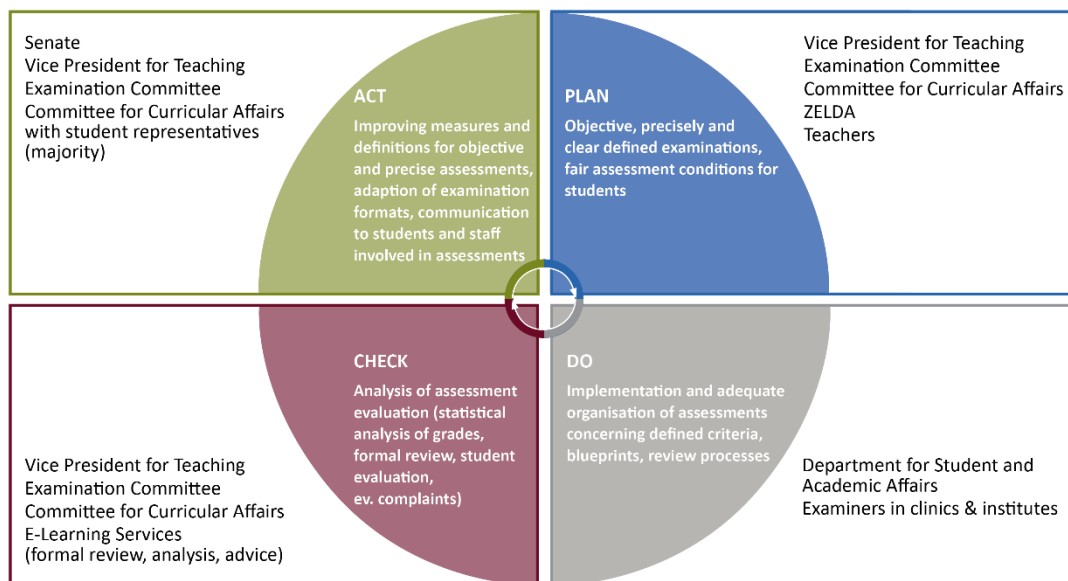 Senate
Vice President for Teaching
Examination Committee
Committee for Curricular Affairs
with student representatives
(majority)
ACT
Improving measures and
definitions for objective
and precise assessments,
adaption of examination
formats, communication
to students and staff
involved in assessments
PLAN
Objective, precisely and
clear defined examinations,
fair assessment conditions for
students
Vice President for Teaching
Examination Committee
Committee for Curricular Affairs
ZELDA
Teachers
Vice President for Teaching
Examination Committee
Committee for Curricular Affairs
E-Learning Services
(formal review, analysis, advice)
CHECK
Analysis of assessment
evaluation (statistical
analysis of grades,
formal review, student
evaluation,
ev. complaints)
DO
Implementation and adequate
organisation of assessments
concerning defined criteria,
blueprints, review processes
Department for Student and
Academic Affairs
Examiners in clinics & institutes